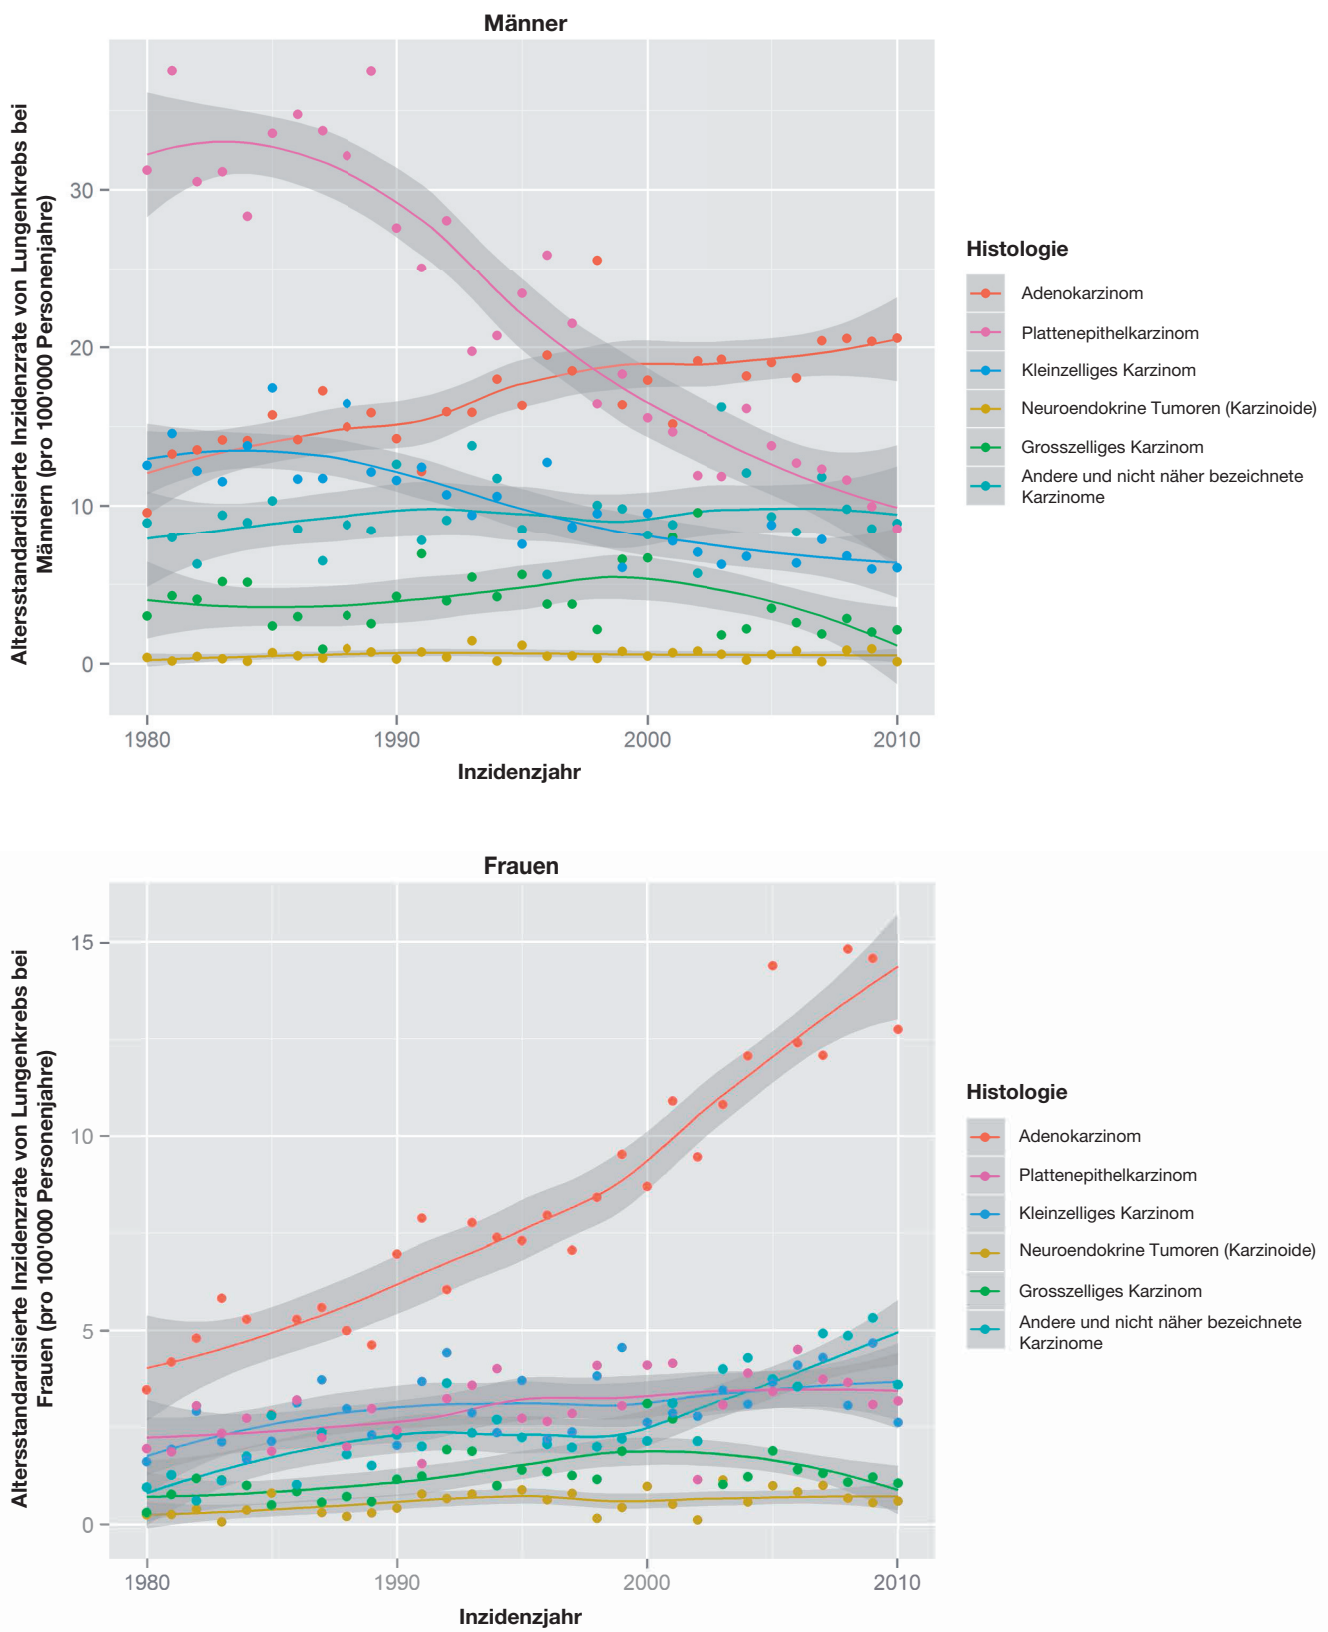 Männer
Altersstandardisierte Inzidenzrate von Lungenkrebs bei
Männern (pro 100'000 Personenjahre)
30
20
10
0
1980
1990
2000
2010
Inzidenzjahr
Histologie
Adenokarzinom
Plattenepithelkarzinom
Kleinzelliges Karzinom
Neuroendokrine Tumoren (Karzinoide)
Grosszelliges Karzinom
Andere und nicht näher bezeichnete
Karzinome
Frauen
Altersstandardisierte Inzidenzrate von Lungenkrebs bei
Frauen (pro 100'000 Personenjahre)
15
10
5
0
1980
1990
2000
2010
Inzidenzjahr
Histologie
Adenokarzinom
Plattenepithelkarzinom
Kleinzelliges Karzinom
Neuroendokrine Tumoren (Karzinoide)
Grosszelliges Karzinom
Andere und nicht näher bezeichnete
Karzinome